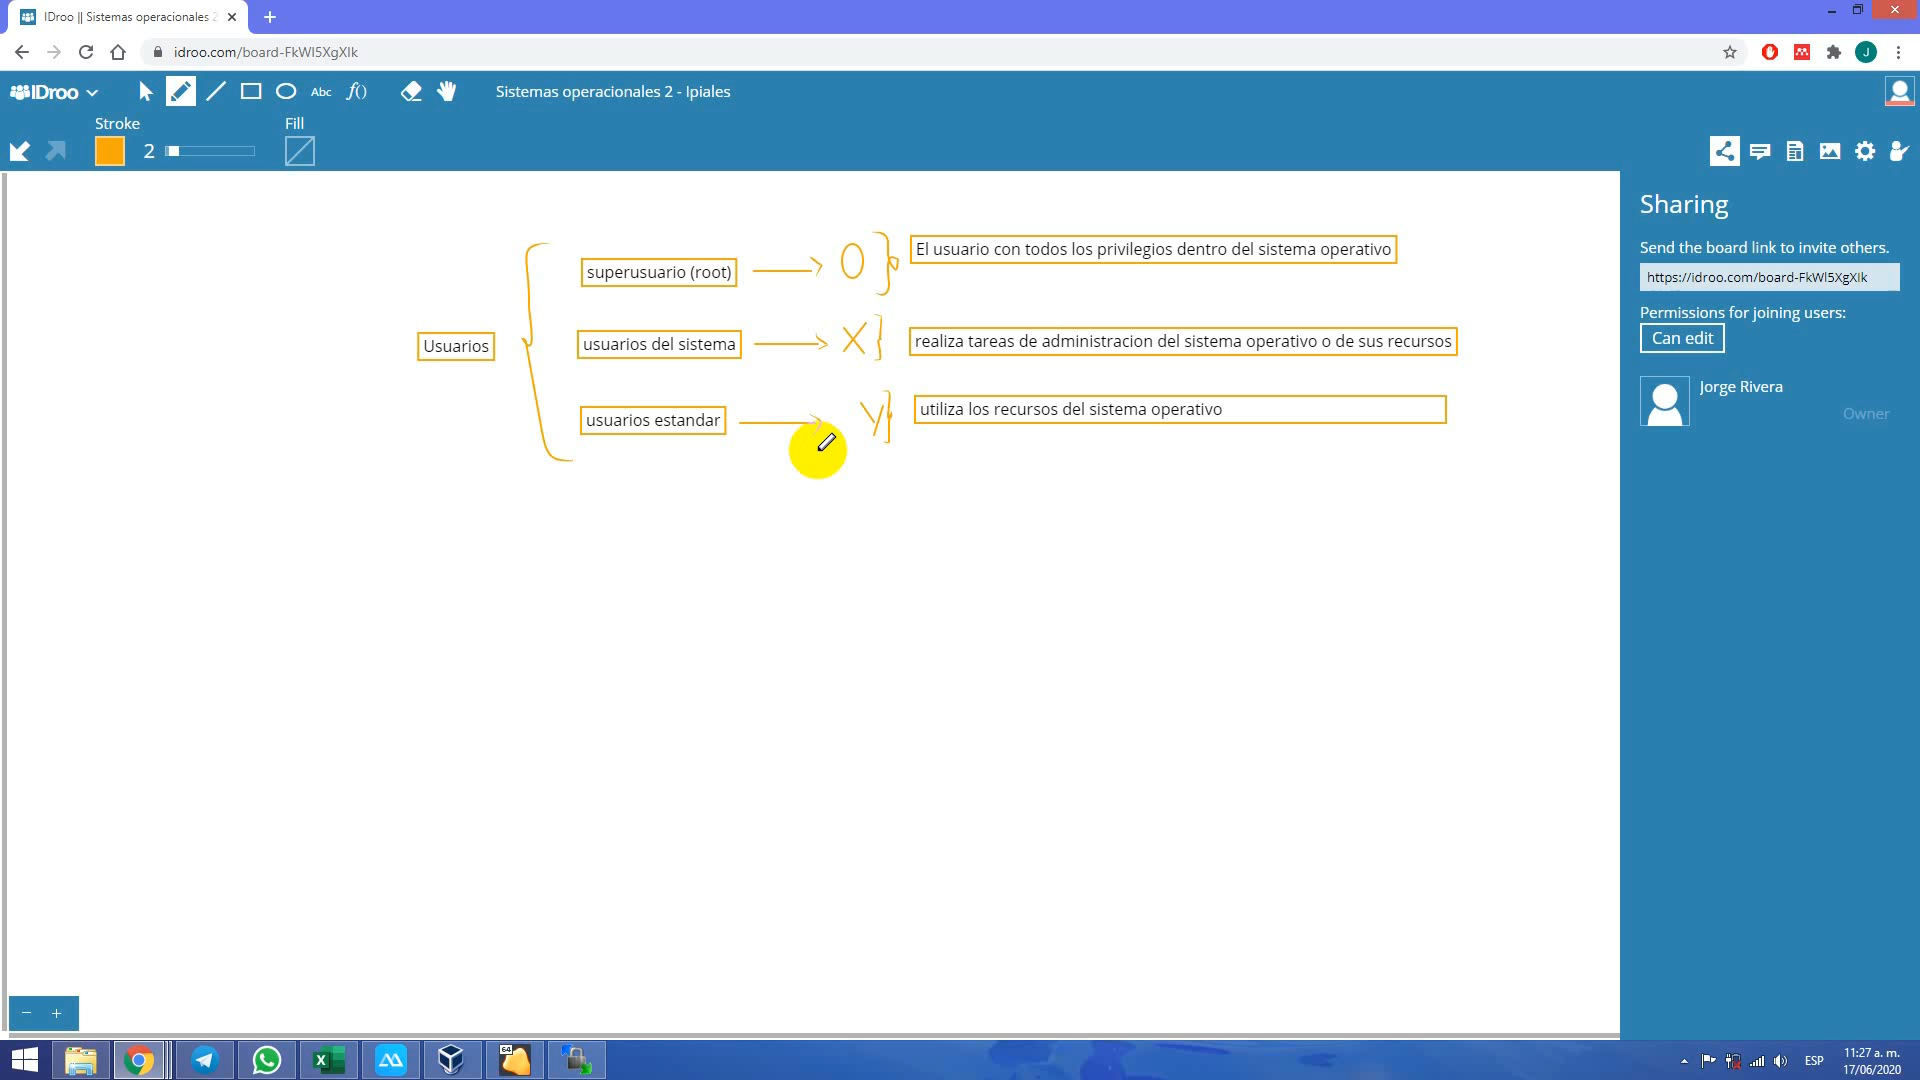 IDroo || Sistemas operacionales 2
idroo.com/board-FkWl5XgXlk
IDroo
Abc
f()
Sistemas operacionales 2 - Ipiales
Stroke
Fill
2
Sharing
Send the board link to invite others.
https://idroo.com/board-FkWl5XgXlk
Permissions for joining users:
Can edit
Jorge Rivera
Owner
superusuario (root)
O
El usuario con todos los privilegios dentro del sistema operativo
Usuarios
usuarios del sistema
X
realiza tareas de administracion del sistema operativo o de sus recursos
usuarios estandar
Y
utiliza los recursos del sistema operativo
J
64
ESP
11:27 a. m.
17/06/2020